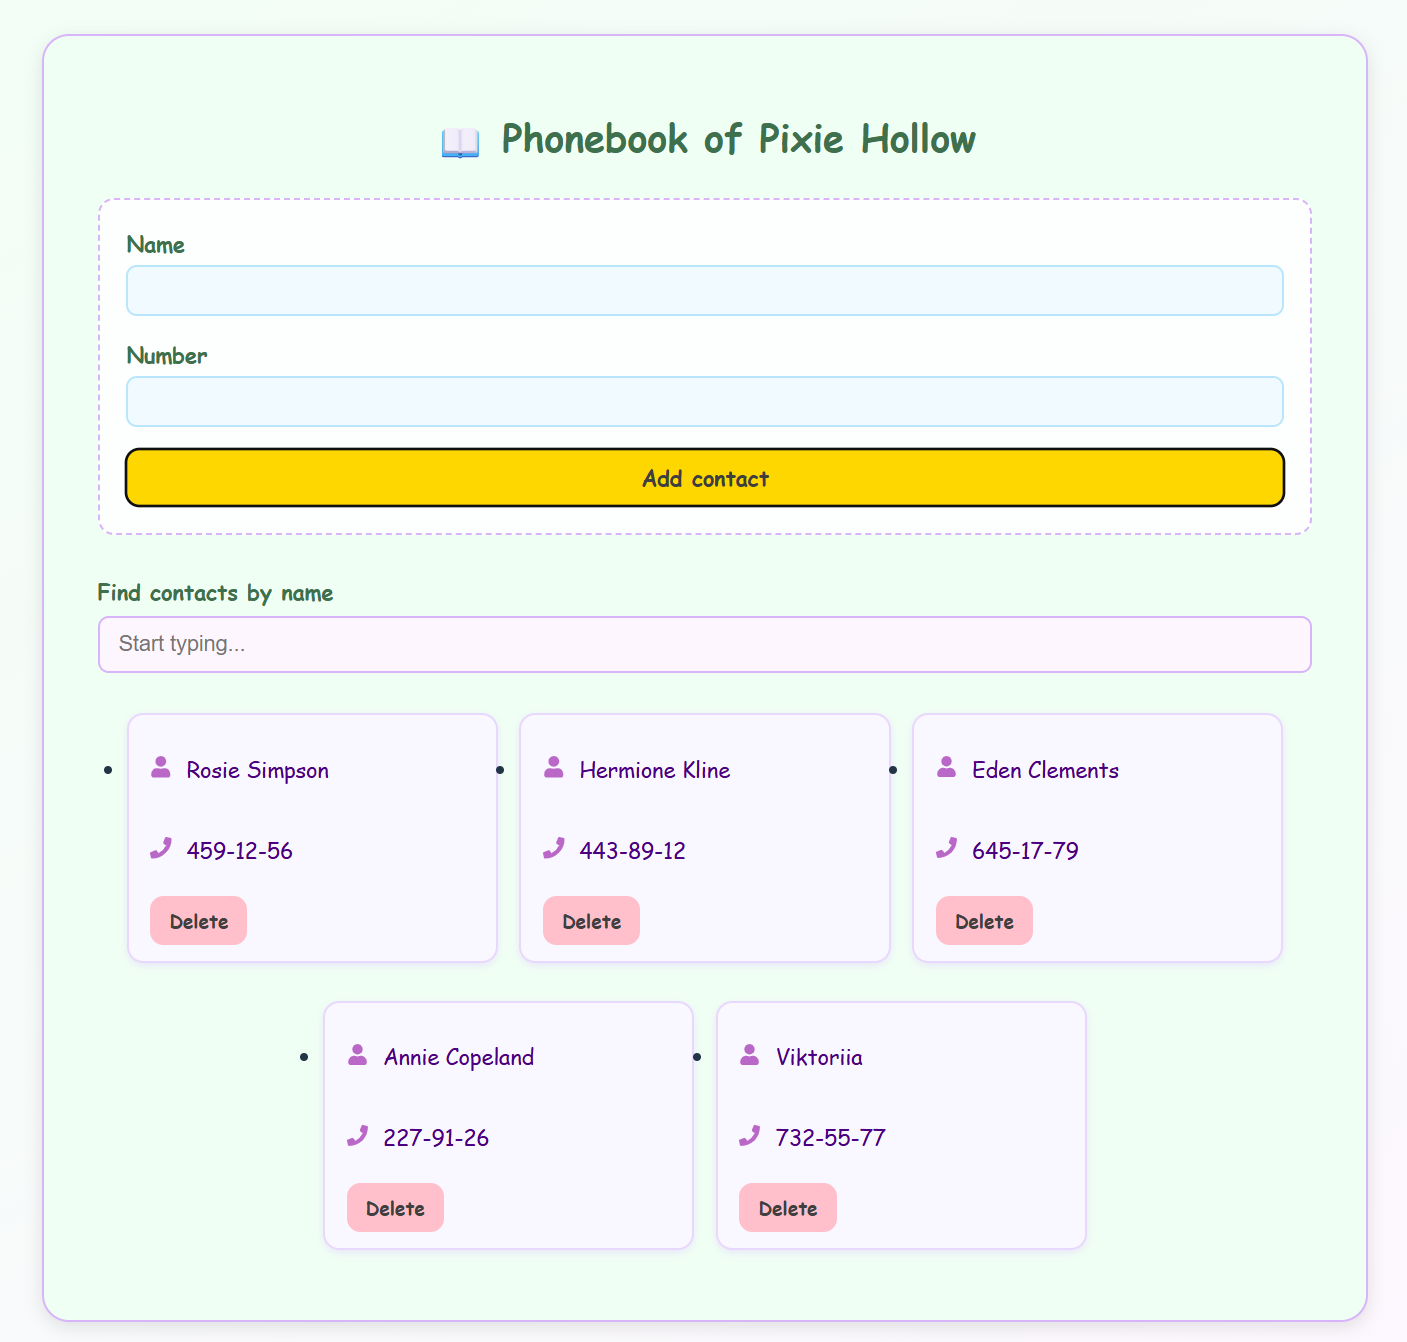 📖 Phonebook of Pixie Hollow
Name
Number
Add contact
Find contacts by name
Start typing...
Rosie Simpson
459-12-56
Delete
Hermione Kline
443-89-12
Delete
Eden Clements
645-17-79
Delete
Annie Copeland
227-91-26
Delete
Viktoriia
732-55-77
Delete